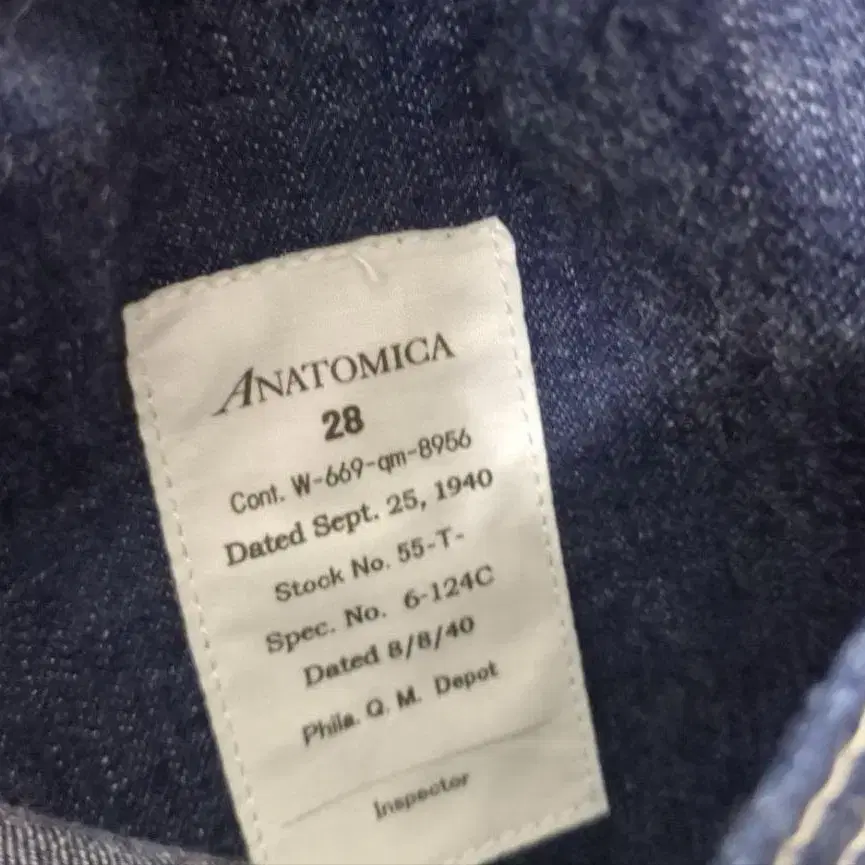 ANATOMICA
28
Cont. W-669-qm-8956
Dated Sept. 25, 1940
Stock No. 55-T-
Spec. No. 6-124C
Dated 8/8/40
Phila. Q. M. Depot
Inspector